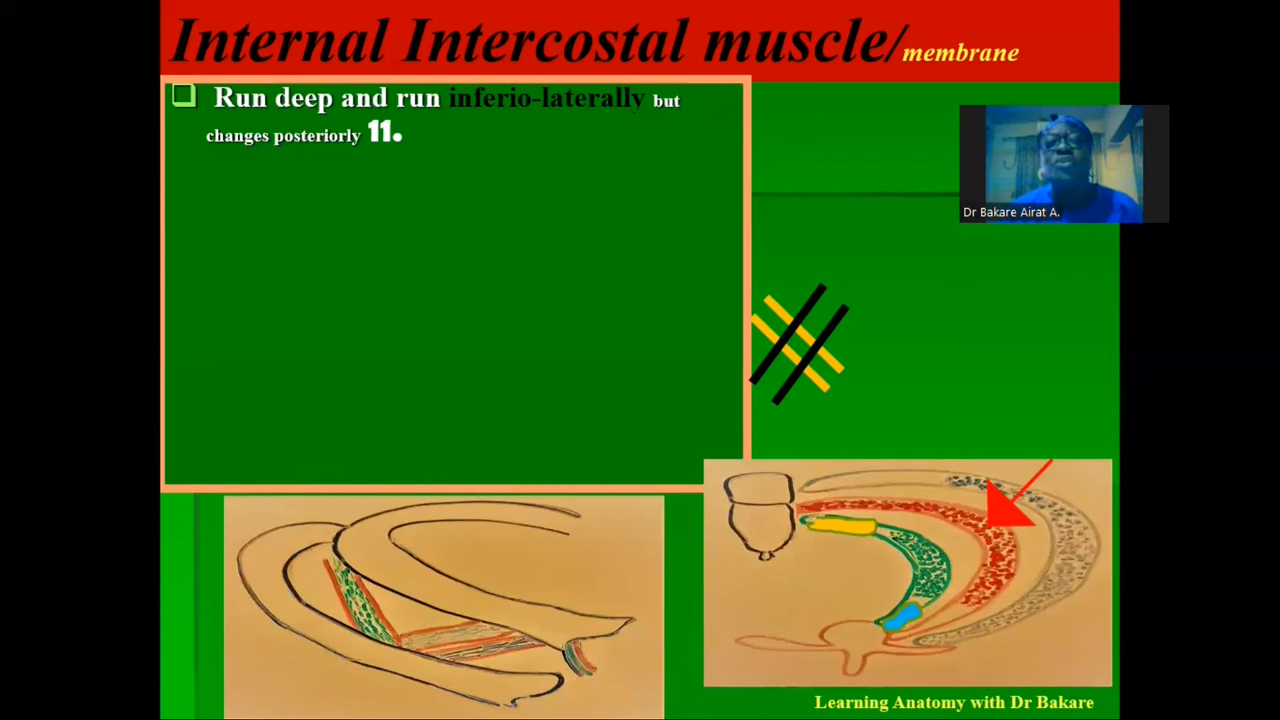 Internal Intercostal muscle/membrane
Run deep and run inferio-laterally but
changes posteriorly 11.
Dr Bakare Airat A.
Learning Anatomy with Dr Bakare